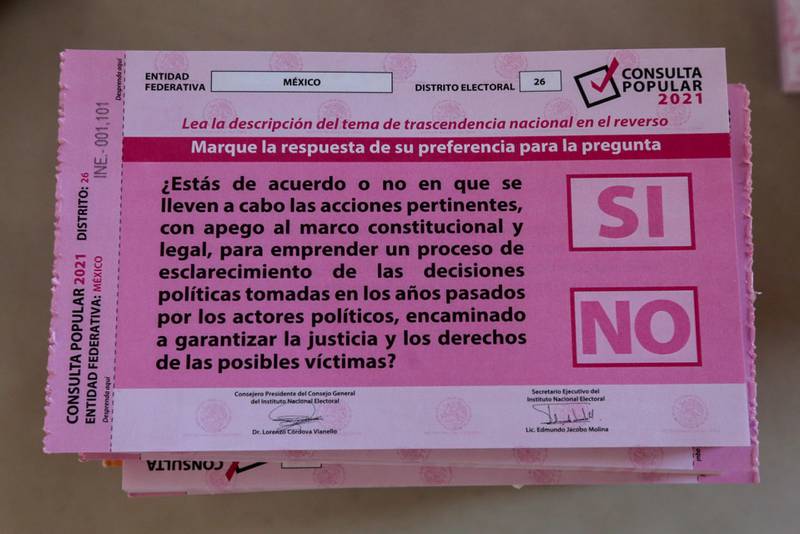 ENTIDAD
FEDERATIVA
MÉXICO
DISTRITO ELECTORAL
26
CONSULTA
POPULAR
2021
Lea la descripción del tema de trascendencia nacional en el reverso
Marque la respuesta de su preferencia para la pregunta
¿Estás de acuerdo o no en que se
lleven a cabo las acciones pertinentes,
con apego al marco constitucional y
legal, para emprender un proceso de
esclarecimiento de las decisiones
políticas tomadas en los años pasados
por los actores políticos, encaminado
a garantizar la justicia y los derechos
de las posibles víctimas?
SI
NO
Consejero Presidente del Consejo General
del Instituto Nacional Electoral
Dr. Lorenzo Córdova Vianello
Secretario Ejecutivo del
Instituto Nacional Electoral
Lic. Edmundo Jacobo Molina
Desprenda aquí
INE.- 001,101
CONSULTA POPULAR 2021 DISTRITO: 26
ENTIDAD FEDERATIVA: MÉXICO
Desprenda aquí
CONSULTA